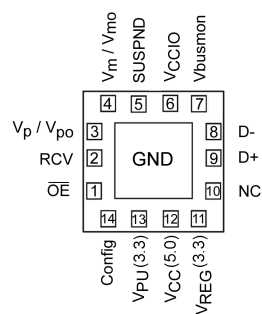 Vm / Vmo
SUSPND
VCCIO
Vbusmon
4 5 6 7
Vp / Vpo 3 8 D-
RCV 2 GND 9 D+
O̅E̅ 1 10 NC
14 13 12 11
Config
VPU(3.3)
VCC(5.0)
VREG(3.3)